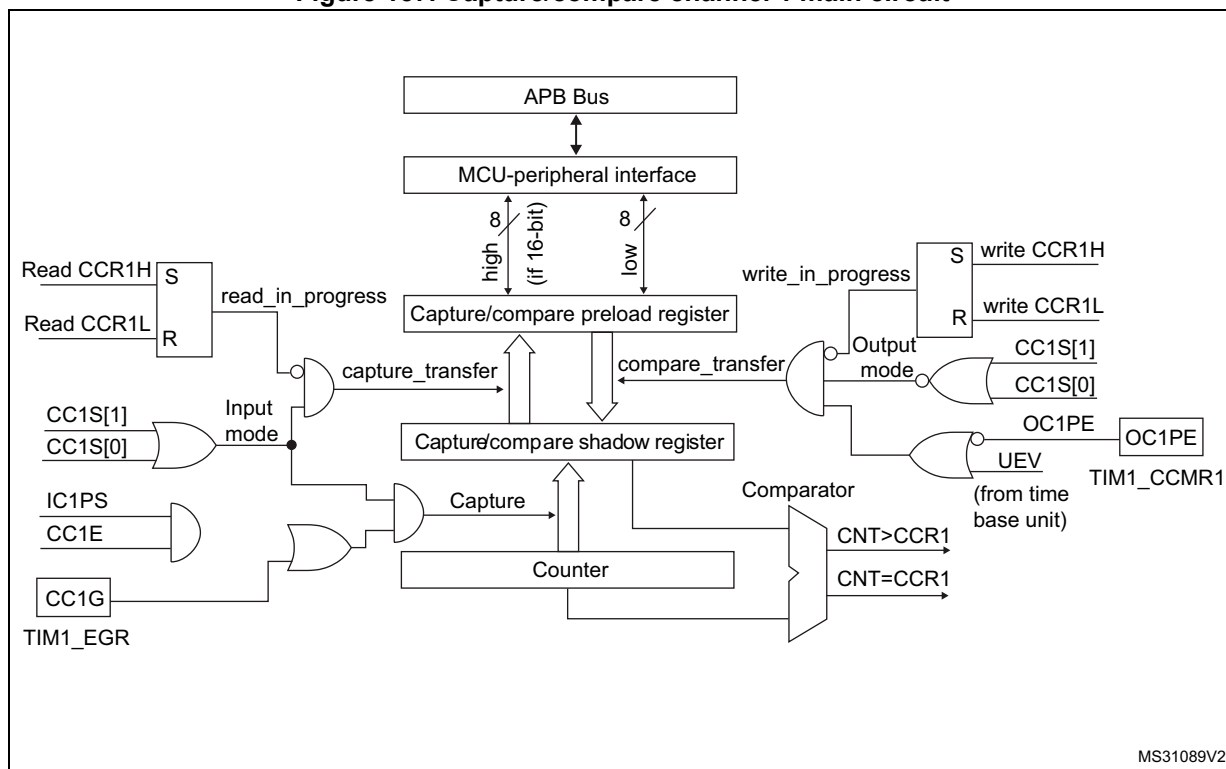 APB Bus
MCU-peripheral interface
8
high
(if 16-bit)
8
low
Read CCR1H
S
read_in_progress
Read CCR1L
R
write_in_progress
S
write CCR1H
R
write CCR1L
Capture/compare preload register
capture_transfer
compare_transfer
Output
mode
CC1S[1]
CC1S[0]
CC1S[1]
CC1S[0]
Input
mode
Capture/compare shadow register
OC1PE
OC1PE
UEV
(from time
base unit)
TIM1_CCMR1
IC1PS
CC1E
Capture
Comparator
CNT>CCR1
CNT=CCR1
Counter
CC1G
TIM1_EGR
MS31089V2